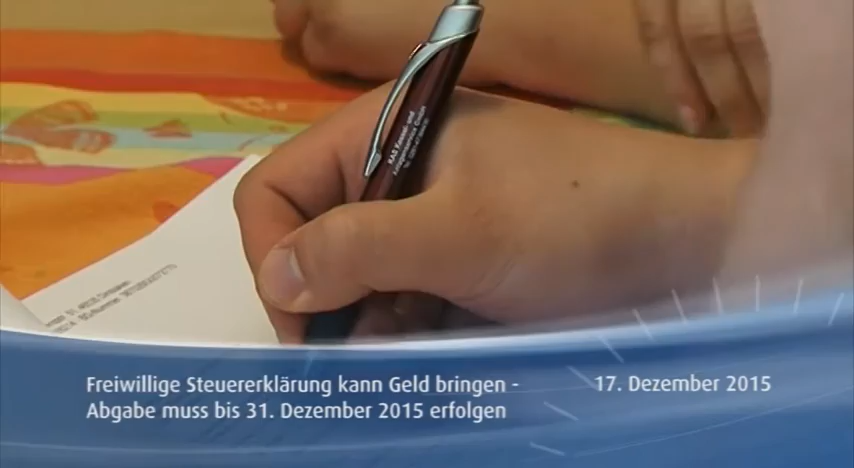 Freiwillige Steuererklärung kann Geld bringen -
Abgabe muss bis 31. Dezember 2015 erfolgen
17. Dezember 2015